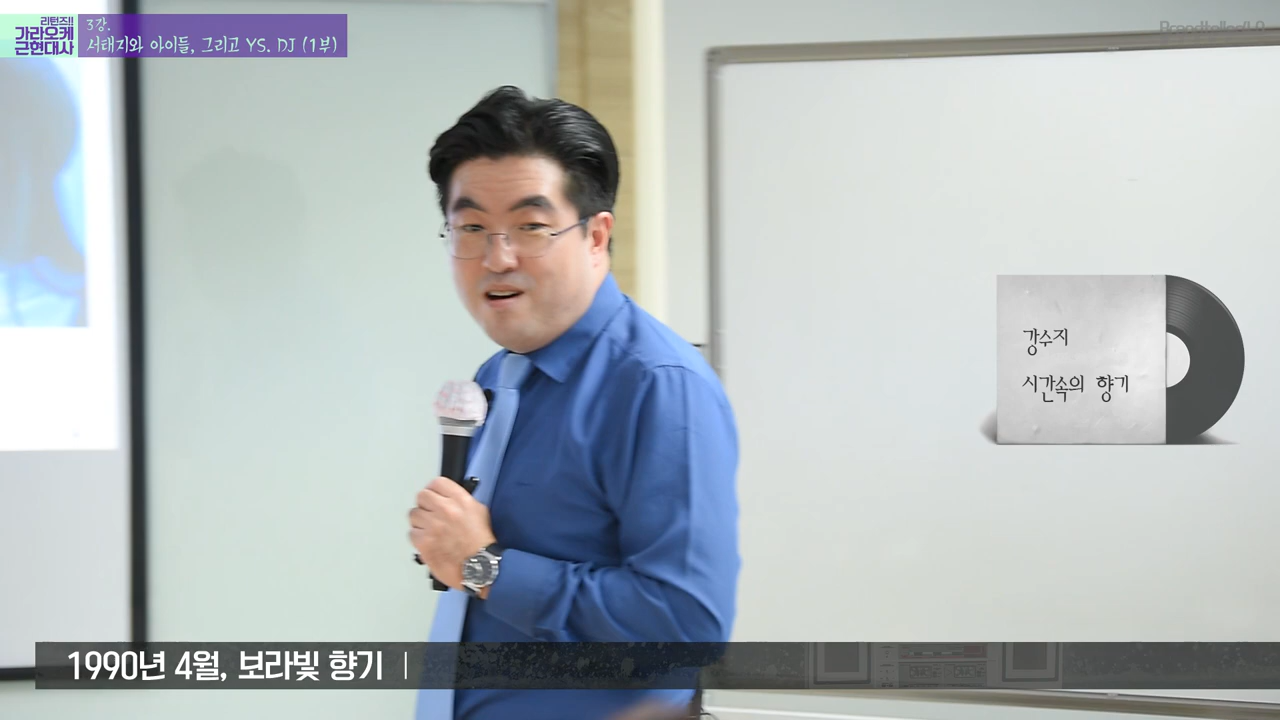 리턴즈!!
가라오케
근현대사
3강.
서태지와 아이들, 그리고 YS. DJ (1부)
강수지
시간속의 향기
1990년 4월, 보라빛 향기